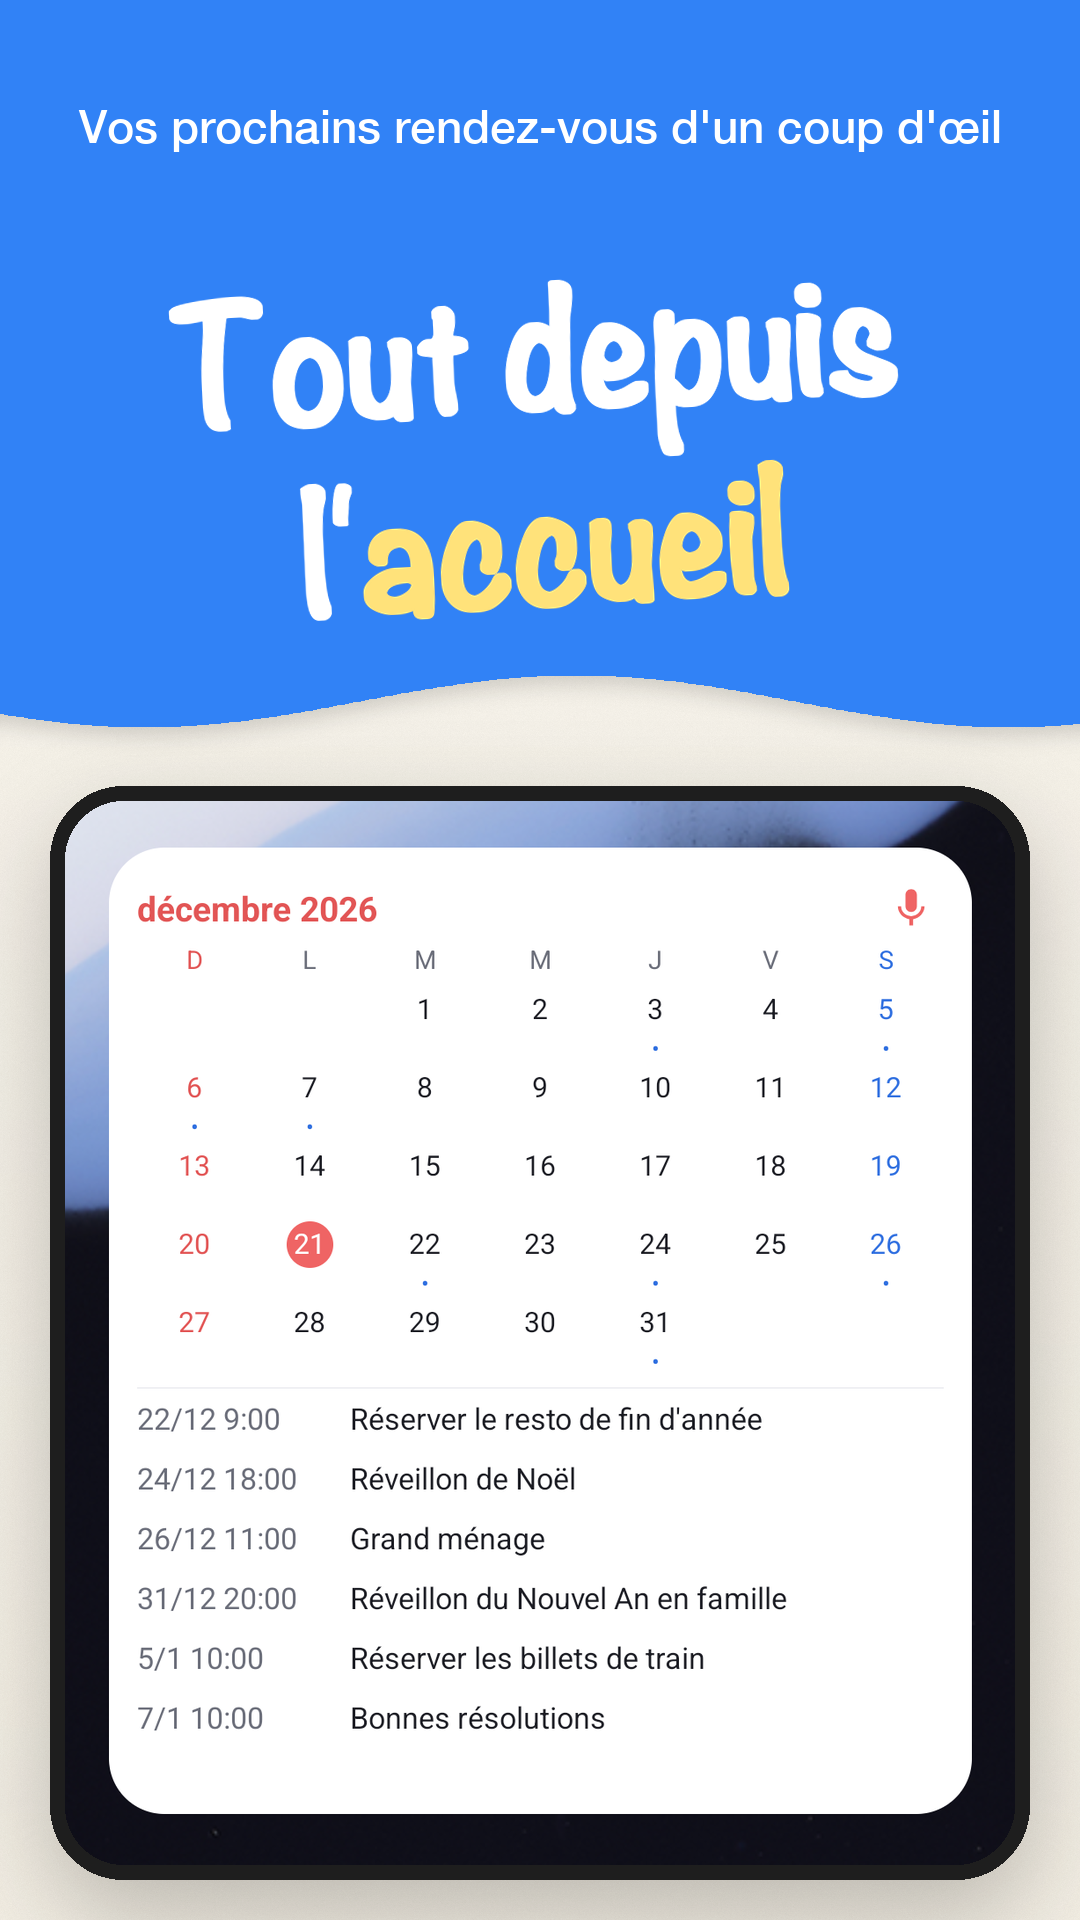 Vos prochains rendez-vous d'un coup d'œil
Tout depuis
l'accueil
décembre 2026
D L M M J V S
1 2 3 4 5
6 7 8 9 10 11 12
13 14 15 16 17 18 19
20 21 22 23 24 25 26
27 28 29 30 31
22/12 9:00 Réserver le resto de fin d'année
24/12 18:00 Réveillon de Noël
26/12 11:00 Grand ménage
31/12 20:00 Réveillon du Nouvel An en famille
5/1 10:00 Réserver les billets de train
7/1 10:00 Bonnes résolutions